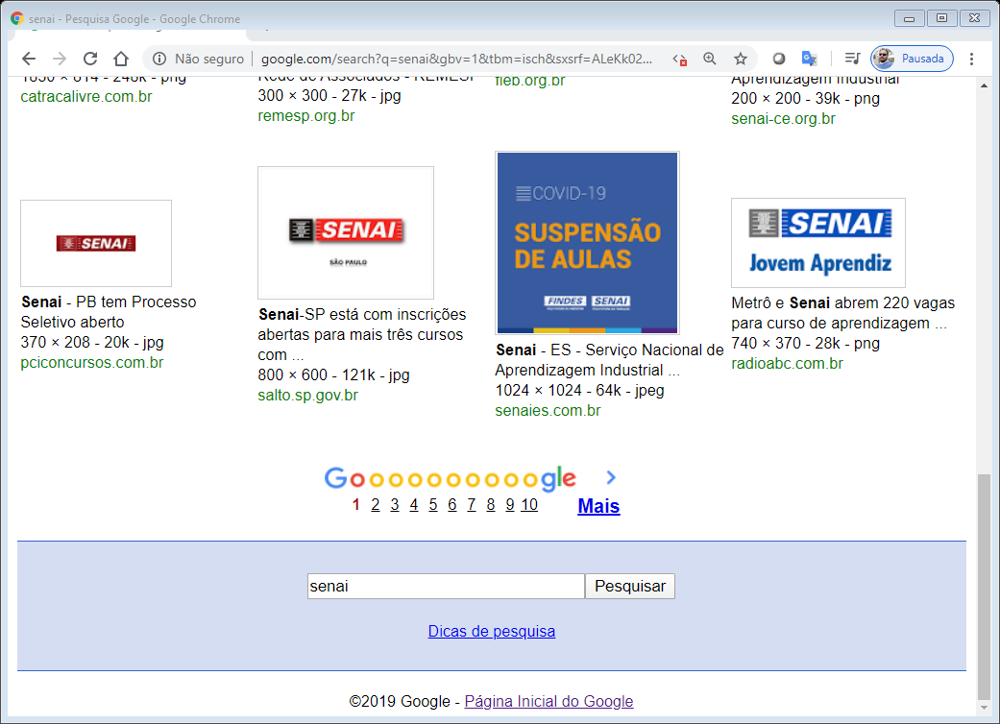 senai - Pesquisa Google - Google Chrome
Não seguro
google.com/search?q=senai&gbv=1&tbm=isch&sxsrf=ALeKk02...
Pausada
1650 × 814 - 248k - png
catracalivre.com.br
Rede de Associados - REMESP
300 × 300 - 27k - jpg
remesp.org.br
fieb.org.br
Aprendizagem Industrial
200 × 200 - 39k - png
senai-ce.org.br
SENAI
Senai - PB tem Processo
Seletivo aberto
370 × 208 - 20k - jpg
pciconcursos.com.br
SENAI
SÃO PAULO
Senai-SP está com inscrições
abertas para mais três cursos
com ...
800 × 600 - 121k - jpg
salto.sp.gov.br
COVID-19
SUSPENSÃO
DE AULAS
FINDES SENAI
Senai - ES - Serviço Nacional de
Aprendizagem Industrial ...
1024 × 1024 - 64k - jpeg
senaies.com.br
SENAI
Jovem Aprendiz
Metrô e Senai abrem 220 vagas
para curso de aprendizagem ...
740 × 370 - 28k - png
radioabc.com.br
Goooooooooogle >
1 2 3 4 5 6 7 8 9 10 Mais
senai Pesquisar
Dicas de pesquisa
©2019 Google - Página Inicial do Google